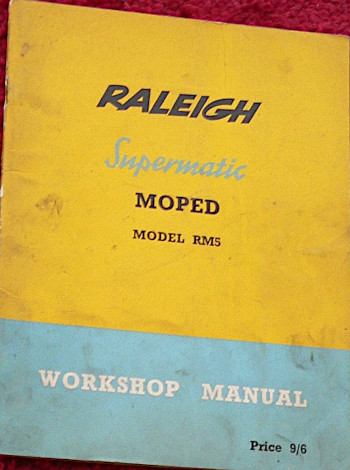 RALEIGH
Supermatic
MOPED
MODEL RM5
WORKSHOP MANUAL
Price 9/6